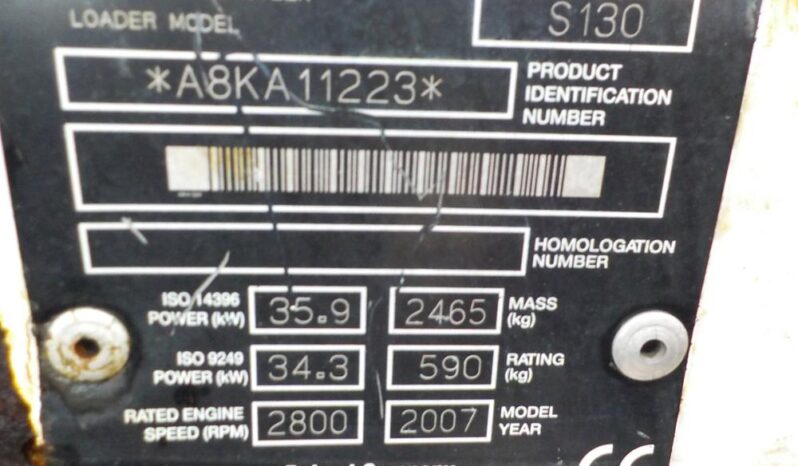 LOADER MODEL
S130
*A8KA11223*
PRODUCT
IDENTIFICATION
NUMBER
HOMOLOGATION
NUMBER
ISO 14396
POWER (kW)
35.9
2465
MASS
(kg)
ISO 9249
POWER (kW)
34.3
590
RATING
(kg)
RATED ENGINE
SPEED (RPM)
2800
2007
MODEL
YEAR
CE